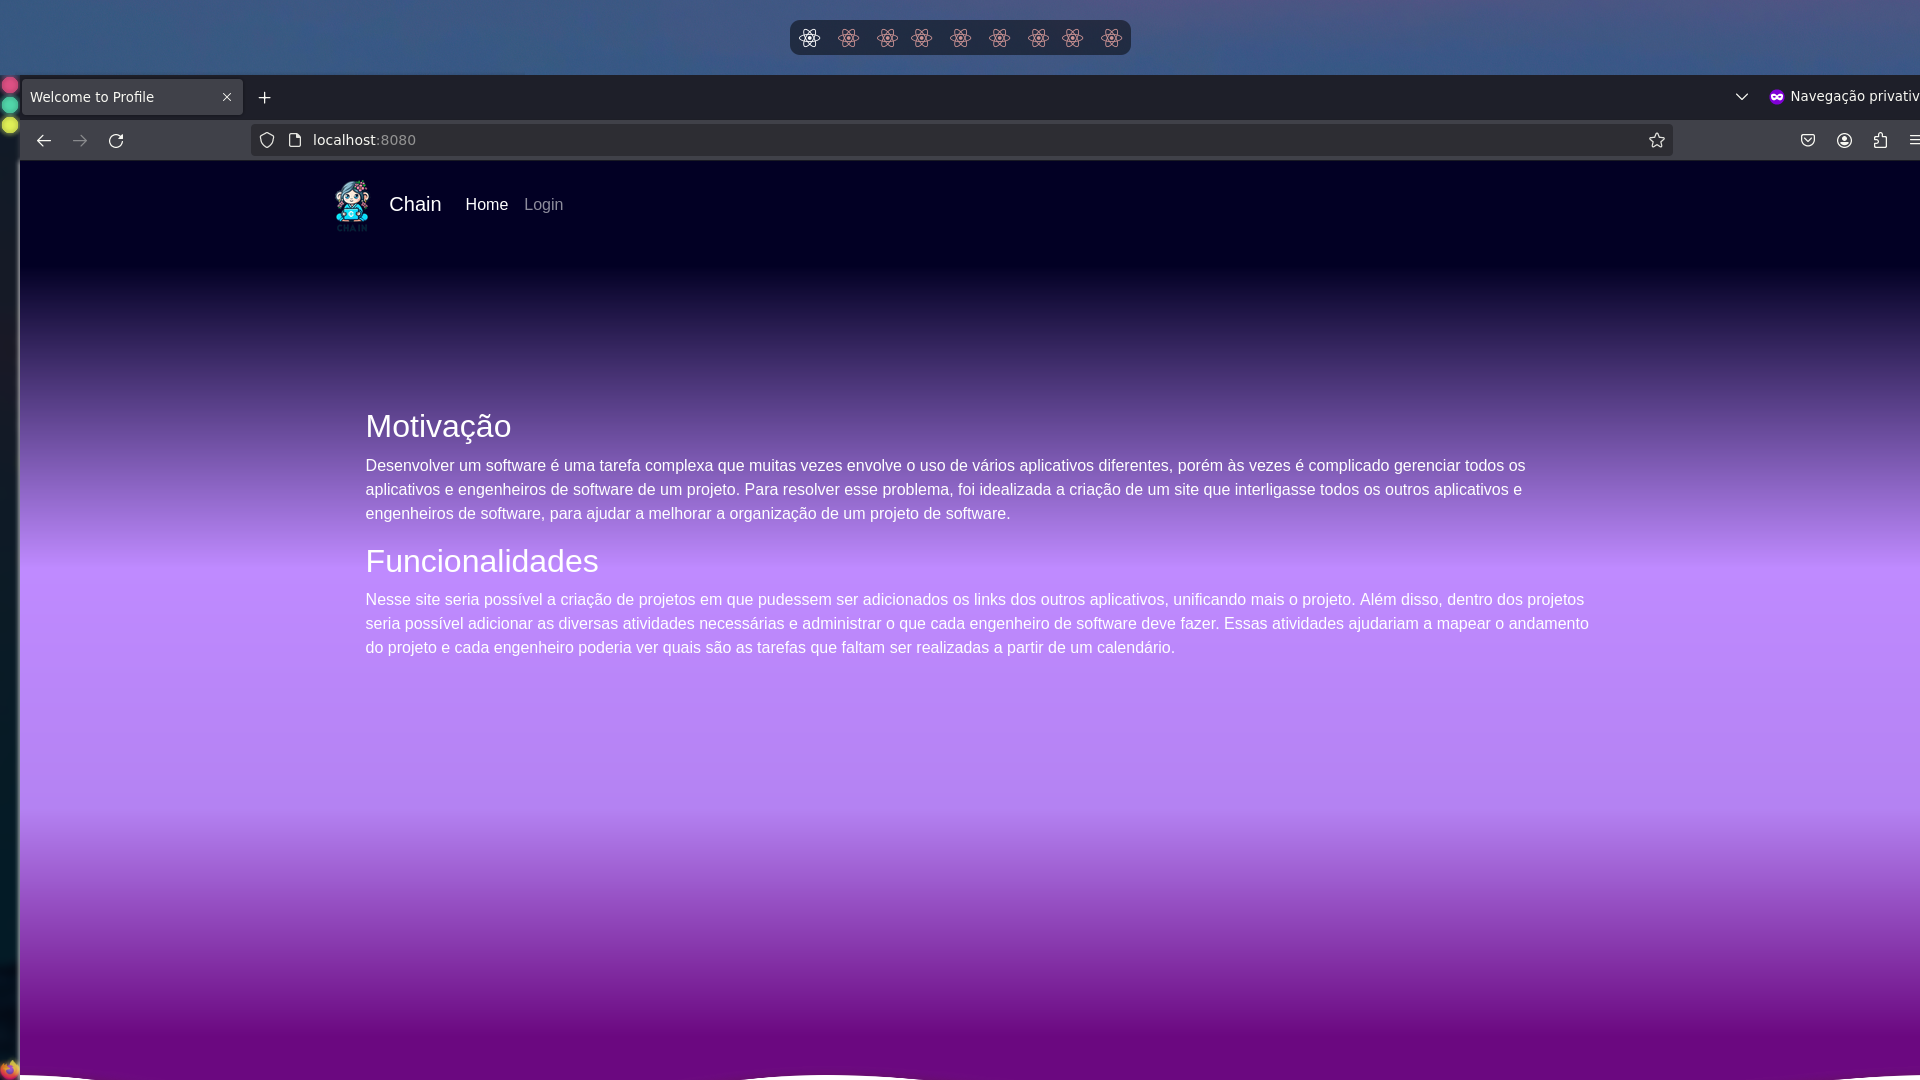 Welcome to Profile
Navegação privativ
localhost:8080
CHAIN
Chain
Home
Login
Motivação
Desenvolver um software é uma tarefa complexa que muitas vezes envolve o uso de vários aplicativos diferentes, porém às vezes é complicado gerenciar todos os
aplicativos e engenheiros de software de um projeto. Para resolver esse problema, foi idealizada a criação de um site que interligasse todos os outros aplicativos e
engenheiros de software, para ajudar a melhorar a organização de um projeto de software.
Funcionalidades
Nesse site seria possível a criação de projetos em que pudessem ser adicionados os links dos outros aplicativos, unificando mais o projeto. Além disso, dentro dos projetos
seria possível adicionar as diversas atividades necessárias e administrar o que cada engenheiro de software deve fazer. Essas atividades ajudariam a mapear o andamento
do projeto e cada engenheiro poderia ver quais são as tarefas que faltam ser realizadas a partir de um calendário.